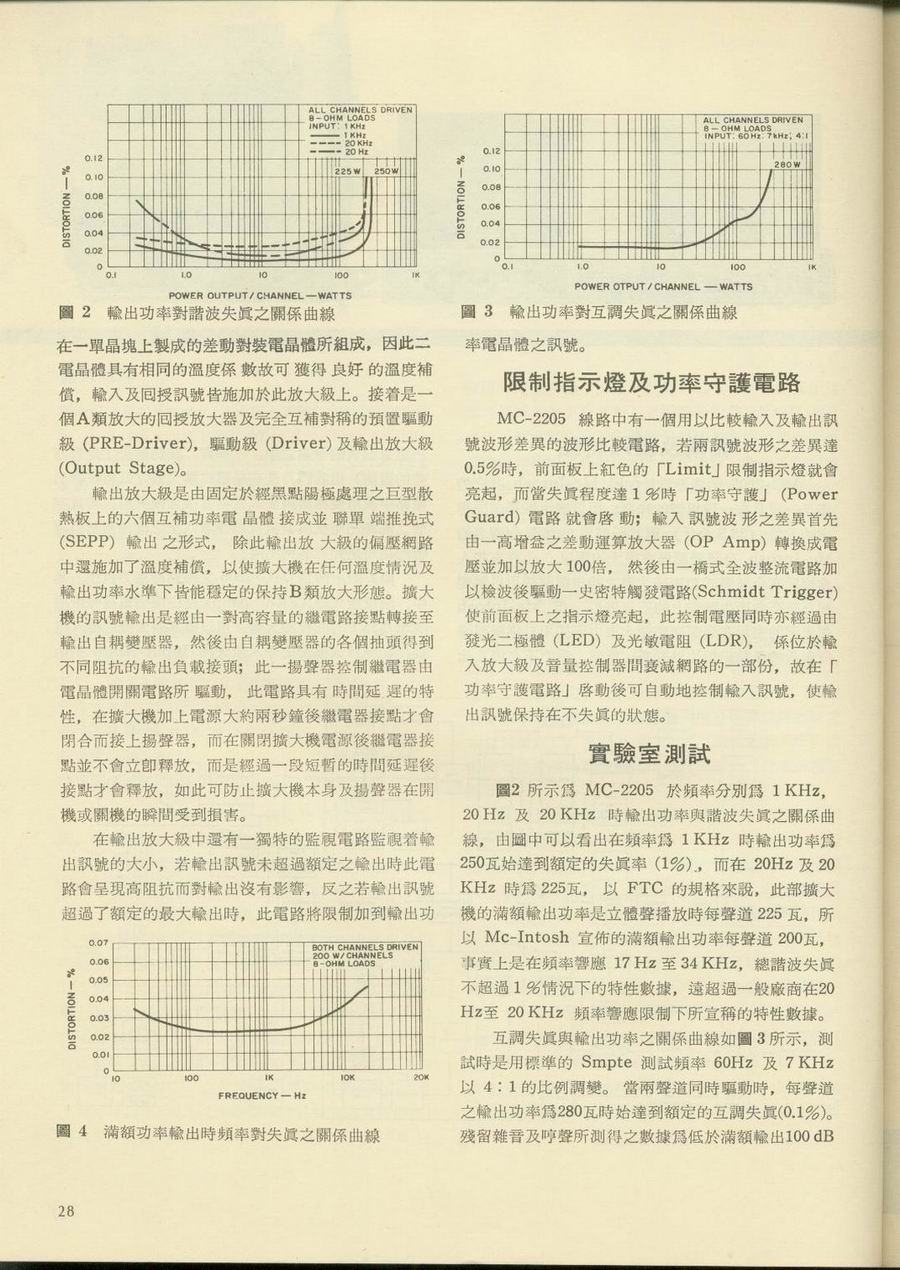 ALL CHANNELS DRIVEN
8-OHM LOADS
INPUT: 1 KHz
1 KHz
20 KHz
20 Hz
225W 250W
DISTORTION — %
0.12
0.10
0.08
0.06
0.04
0.02
0
0.1 1.0 10 100 1K
POWER OUTPUT/CHANNEL—WATTS
圖 2 輸出功率對諧波失眞之關係曲線
ALL CHANNELS DRIVEN
8 — OHM LOADS
INPUT: 60Hz: 7kHz; 4:1
280W
DISTORTION — %
0.12
0.10
0.08
0.06
0.04
0.02
0
0.1 1.0 10 100 1K
POWER OTPUT/CHANNEL — WATTS
圖 3 輸出功率對互調失眞之關係曲線
在一單晶塊上製成的差動對裝電晶體所組成，因此二
電晶體具有相同的溫度係 數故可 獲得 良好 的溫度補
償，輸入及回授訊號皆施加於此放大級上。接着是一
個A類放大的回授放大器及完全互補對稱的預置驅動
級 (PRE-Driver)，驅動級 (Driver) 及輸出放大級
(Output Stage)。
輸出放大級是由固定於經黑點陽極處理之巨型散
熱板上的六個互補功率電 晶體 接成並 聯單 端推挽式
(SEPP) 輸出 之形式， 除此輸出放 大級的偏壓網路
中還施加了溫度補償，以使擴大機在任何溫度情況及
輸出功率水準下皆能穩定的保持B類放大形態。擴大
機的訊號輸出是經由一對高容量的繼電路接點轉接至
輸出自耦變壓器，然後由自耦變壓器的各個抽頭得到
不同阻抗的輸出負載接頭；此一揚聲器控制繼電器由
電晶體開關電路所 驅動， 此電路具有 時間延 遲的特
性，在擴大機加上電源大約兩秒鐘後繼電器接點才會
閉合而接上揚聲器，而在關閉擴大機電源後繼電器接
點並不會立卽釋放，而是經過一段短暫的時間延遲後
接點才會釋放，如此可防止擴大機本身及揚聲器在開
機或關機的瞬間受到損害。
在輸出放大級中還有一獨特的監視電路監視着輸
出訊號的大小，若輸出訊號未超過額定之輸出時此電
路會呈現高阻抗而對輸出沒有影響，反之若輸出訊號
超過了額定的最大輸出時，此電路將限制加到輸出功
BOTH CHANNELS DRIVEN
200 W/CHANNELS
8-OHM LOADS
DISTORTION — %
0.07
0.06
0.05
0.04
0.03
0.02
0.01
0
10 100 1K 10K 20K
FREQUENCY — Hz
圖 4 滿額功率輸出時頻率對失眞之關係曲線
率電晶體之訊號。
限制指示燈及功率守護電路
MC-2205 線路中有一個用以比較輸入及輸出訊
號波形差異的波形比較電路，若兩訊號波形之差異達
0.5%時，前面板上紅色的「Limit」限制指示燈就會
亮起，而當失眞程度達 1 %時「功率守護」 (Power
Guard) 電路 就會啓 動；輸入 訊號波 形之差異首先
由一高增益之差動運算放大器 (OP Amp) 轉換成電
壓並加以放大 100倍， 然後由一橋式全波整流電路加
以檢波後驅動一史密特觸發電路(Schmidt Trigger)
使前面板上之指示燈亮起，此控制電壓同時亦經過由
發光二極體 (LED) 及光敏電阻 (LDR)， 係位於輸
入放大級及音量控制器間衰減網路的一部份，故在「
功率守護電路」啓動後可自動地控制輸入訊號，使輸
出訊號保持在不失眞的狀態。
實驗室測試
圖2 所示爲 MC-2205 於頻率分別爲 1 KHz，
20 Hz 及 20 KHz 時輸出功率與諧波失眞之關係曲
線，由圖中可以看出在頻率爲 1 KHz 時輸出功率爲
250瓦始達到額定的失眞率 (1%)，而在 20Hz 及 20
KHz 時爲 225瓦， 以 FTC 的規格來說，此部擴大
機的滿額輸出功率是立體聲播放時每聲道 225 瓦，所
以 Mc-Intosh 宣佈的滿額輸出功率每聲道 200瓦，
事實上是在頻率響應 17 Hz 至 34 KHz，總諧波失眞
不超過 1 %情況下的特性數據，遠超過一般廠商在20
Hz至 20 KHz 頻率響應限制下所宣稱的特性數據。
互調失眞與輸出功率之關係曲線如圖 3 所示，測
試時是用標準的 Smpte 測試頻率 60Hz 及 7 KHz
以 4：1 的比例調變。 當兩聲道同時驅動時，每聲道
之輸出功率爲280瓦時始達到額定的互調失眞(0.1%)。
殘留雜音及哼聲所測得之數據爲低於滿額輸出100 dB
28